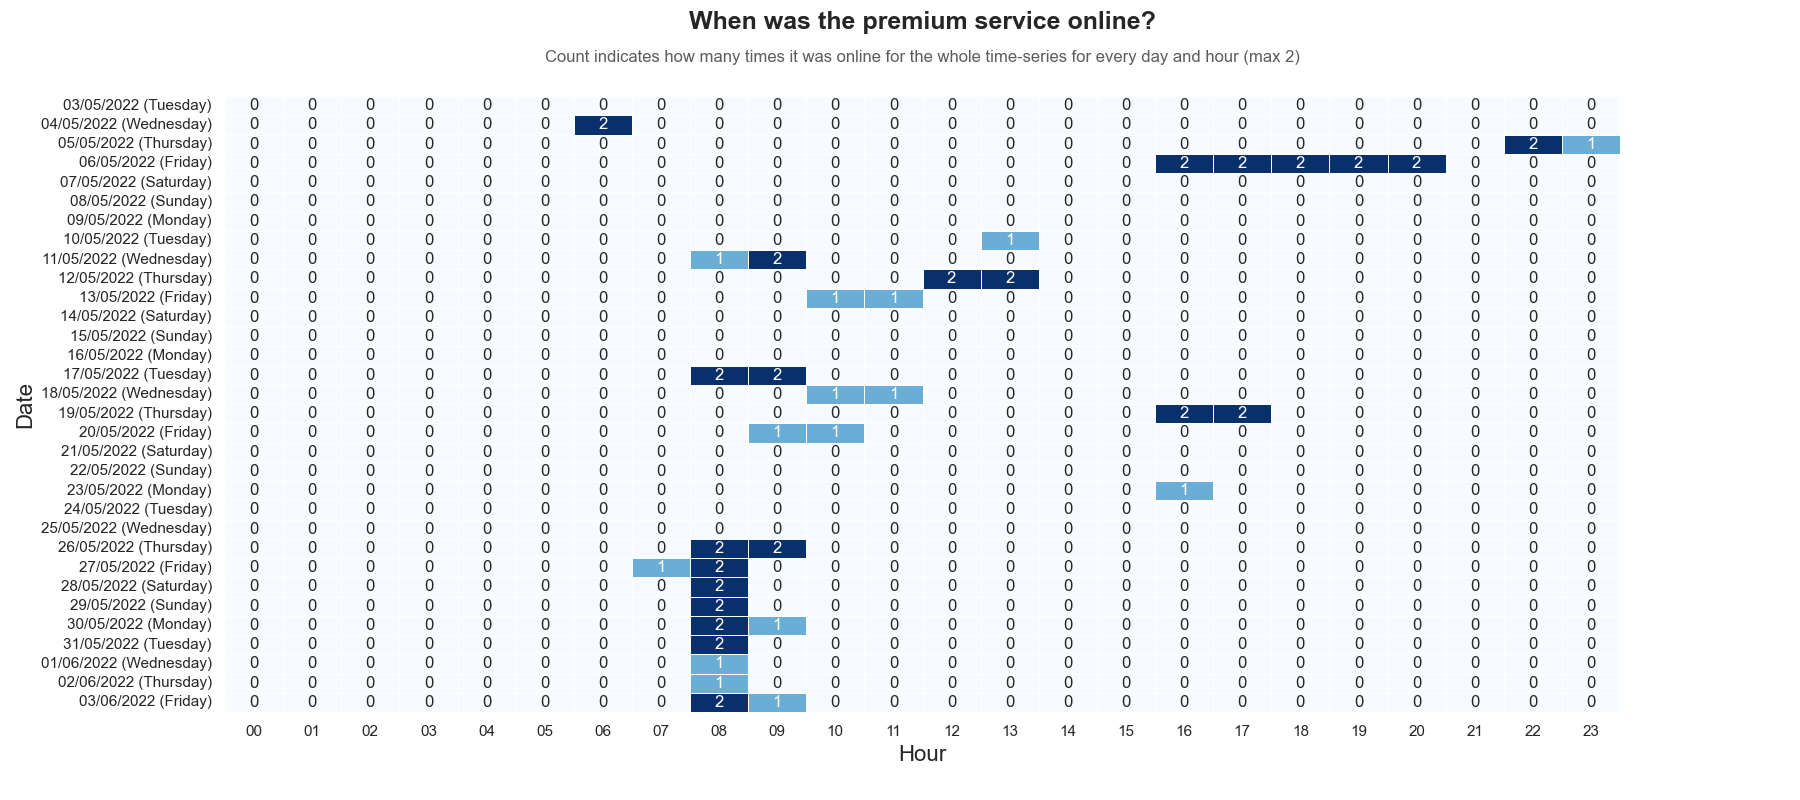 When was the premium service online?
Count indicates how many times it was online for the whole time-series for every day and hour (max 2)
03/05/2022 (Tuesday) 0 0 0 0 0 0 0 0 0 0 0 0 0 0 0 0 0 0 0 0 0 0 0 0
04/05/2022 (Wednesday) 0 0 0 0 0 0 2 0 0 0 0 0 0 0 0 0 0 0 0 0 0 0 0 0
05/05/2022 (Thursday) 0 0 0 0 0 0 0 0 0 0 0 0 0 0 0 0 0 0 0 0 0 0 2 1
06/05/2022 (Friday) 0 0 0 0 0 0 0 0 0 0 0 0 0 0 0 0 2 2 2 2 2 0 0 0
07/05/2022 (Saturday) 0 0 0 0 0 0 0 0 0 0 0 0 0 0 0 0 0 0 0 0 0 0 0 0
08/05/2022 (Sunday) 0 0 0 0 0 0 0 0 0 0 0 0 0 0 0 0 0 0 0 0 0 0 0 0
09/05/2022 (Monday) 0 0 0 0 0 0 0 0 0 0 0 0 0 0 0 0 0 0 0 0 0 0 0 0
10/05/2022 (Tuesday) 0 0 0 0 0 0 0 0 0 0 0 0 0 1 0 0 0 0 0 0 0 0 0 0
11/05/2022 (Wednesday) 0 0 0 0 0 0 0 0 1 2 0 0 0 0 0 0 0 0 0 0 0 0 0 0
12/05/2022 (Thursday) 0 0 0 0 0 0 0 0 0 0 0 0 2 2 0 0 0 0 0 0 0 0 0 0
13/05/2022 (Friday) 0 0 0 0 0 0 0 0 0 0 1 1 0 0 0 0 0 0 0 0 0 0 0 0
14/05/2022 (Saturday) 0 0 0 0 0 0 0 0 0 0 0 0 0 0 0 0 0 0 0 0 0 0 0 0
15/05/2022 (Sunday) 0 0 0 0 0 0 0 0 0 0 0 0 0 0 0 0 0 0 0 0 0 0 0 0
16/05/2022 (Monday) 0 0 0 0 0 0 0 0 0 0 0 0 0 0 0 0 0 0 0 0 0 0 0 0
17/05/2022 (Tuesday) 0 0 0 0 0 0 0 0 2 2 0 0 0 0 0 0 0 0 0 0 0 0 0 0
18/05/2022 (Wednesday) 0 0 0 0 0 0 0 0 0 0 1 1 0 0 0 0 0 0 0 0 0 0 0 0
19/05/2022 (Thursday) 0 0 0 0 0 0 0 0 0 0 0 0 0 0 0 0 2 2 0 0 0 0 0 0
20/05/2022 (Friday) 0 0 0 0 0 0 0 0 0 1 1 0 0 0 0 0 0 0 0 0 0 0 0 0
21/05/2022 (Saturday) 0 0 0 0 0 0 0 0 0 0 0 0 0 0 0 0 0 0 0 0 0 0 0 0
22/05/2022 (Sunday) 0 0 0 0 0 0 0 0 0 0 0 0 0 0 0 0 0 0 0 0 0 0 0 0
23/05/2022 (Monday) 0 0 0 0 0 0 0 0 0 0 0 0 0 0 0 0 1 0 0 0 0 0 0 0
24/05/2022 (Tuesday) 0 0 0 0 0 0 0 0 0 0 0 0 0 0 0 0 0 0 0 0 0 0 0 0
25/05/2022 (Wednesday) 0 0 0 0 0 0 0 0 0 0 0 0 0 0 0 0 0 0 0 0 0 0 0 0
26/05/2022 (Thursday) 0 0 0 0 0 0 0 0 2 2 0 0 0 0 0 0 0 0 0 0 0 0 0 0
27/05/2022 (Friday) 0 0 0 0 0 0 0 1 2 0 0 0 0 0 0 0 0 0 0 0 0 0 0 0
28/05/2022 (Saturday) 0 0 0 0 0 0 0 0 2 0 0 0 0 0 0 0 0 0 0 0 0 0 0 0
29/05/2022 (Sunday) 0 0 0 0 0 0 0 0 2 0 0 0 0 0 0 0 0 0 0 0 0 0 0 0
30/05/2022 (Monday) 0 0 0 0 0 0 0 0 2 1 0 0 0 0 0 0 0 0 0 0 0 0 0 0
31/05/2022 (Tuesday) 0 0 0 0 0 0 0 0 2 0 0 0 0 0 0 0 0 0 0 0 0 0 0 0
01/06/2022 (Wednesday) 0 0 0 0 0 0 0 0 1 0 0 0 0 0 0 0 0 0 0 0 0 0 0 0
02/06/2022 (Thursday) 0 0 0 0 0 0 0 0 1 0 0 0 0 0 0 0 0 0 0 0 0 0 0 0
03/06/2022 (Friday) 0 0 0 0 0 0 0 0 2 1 0 0 0 0 0 0 0 0 0 0 0 0 0 0
00 01 02 03 04 05 06 07 08 09 10 11 12 13 14 15 16 17 18 19 20 21 22 23
Hour
Date